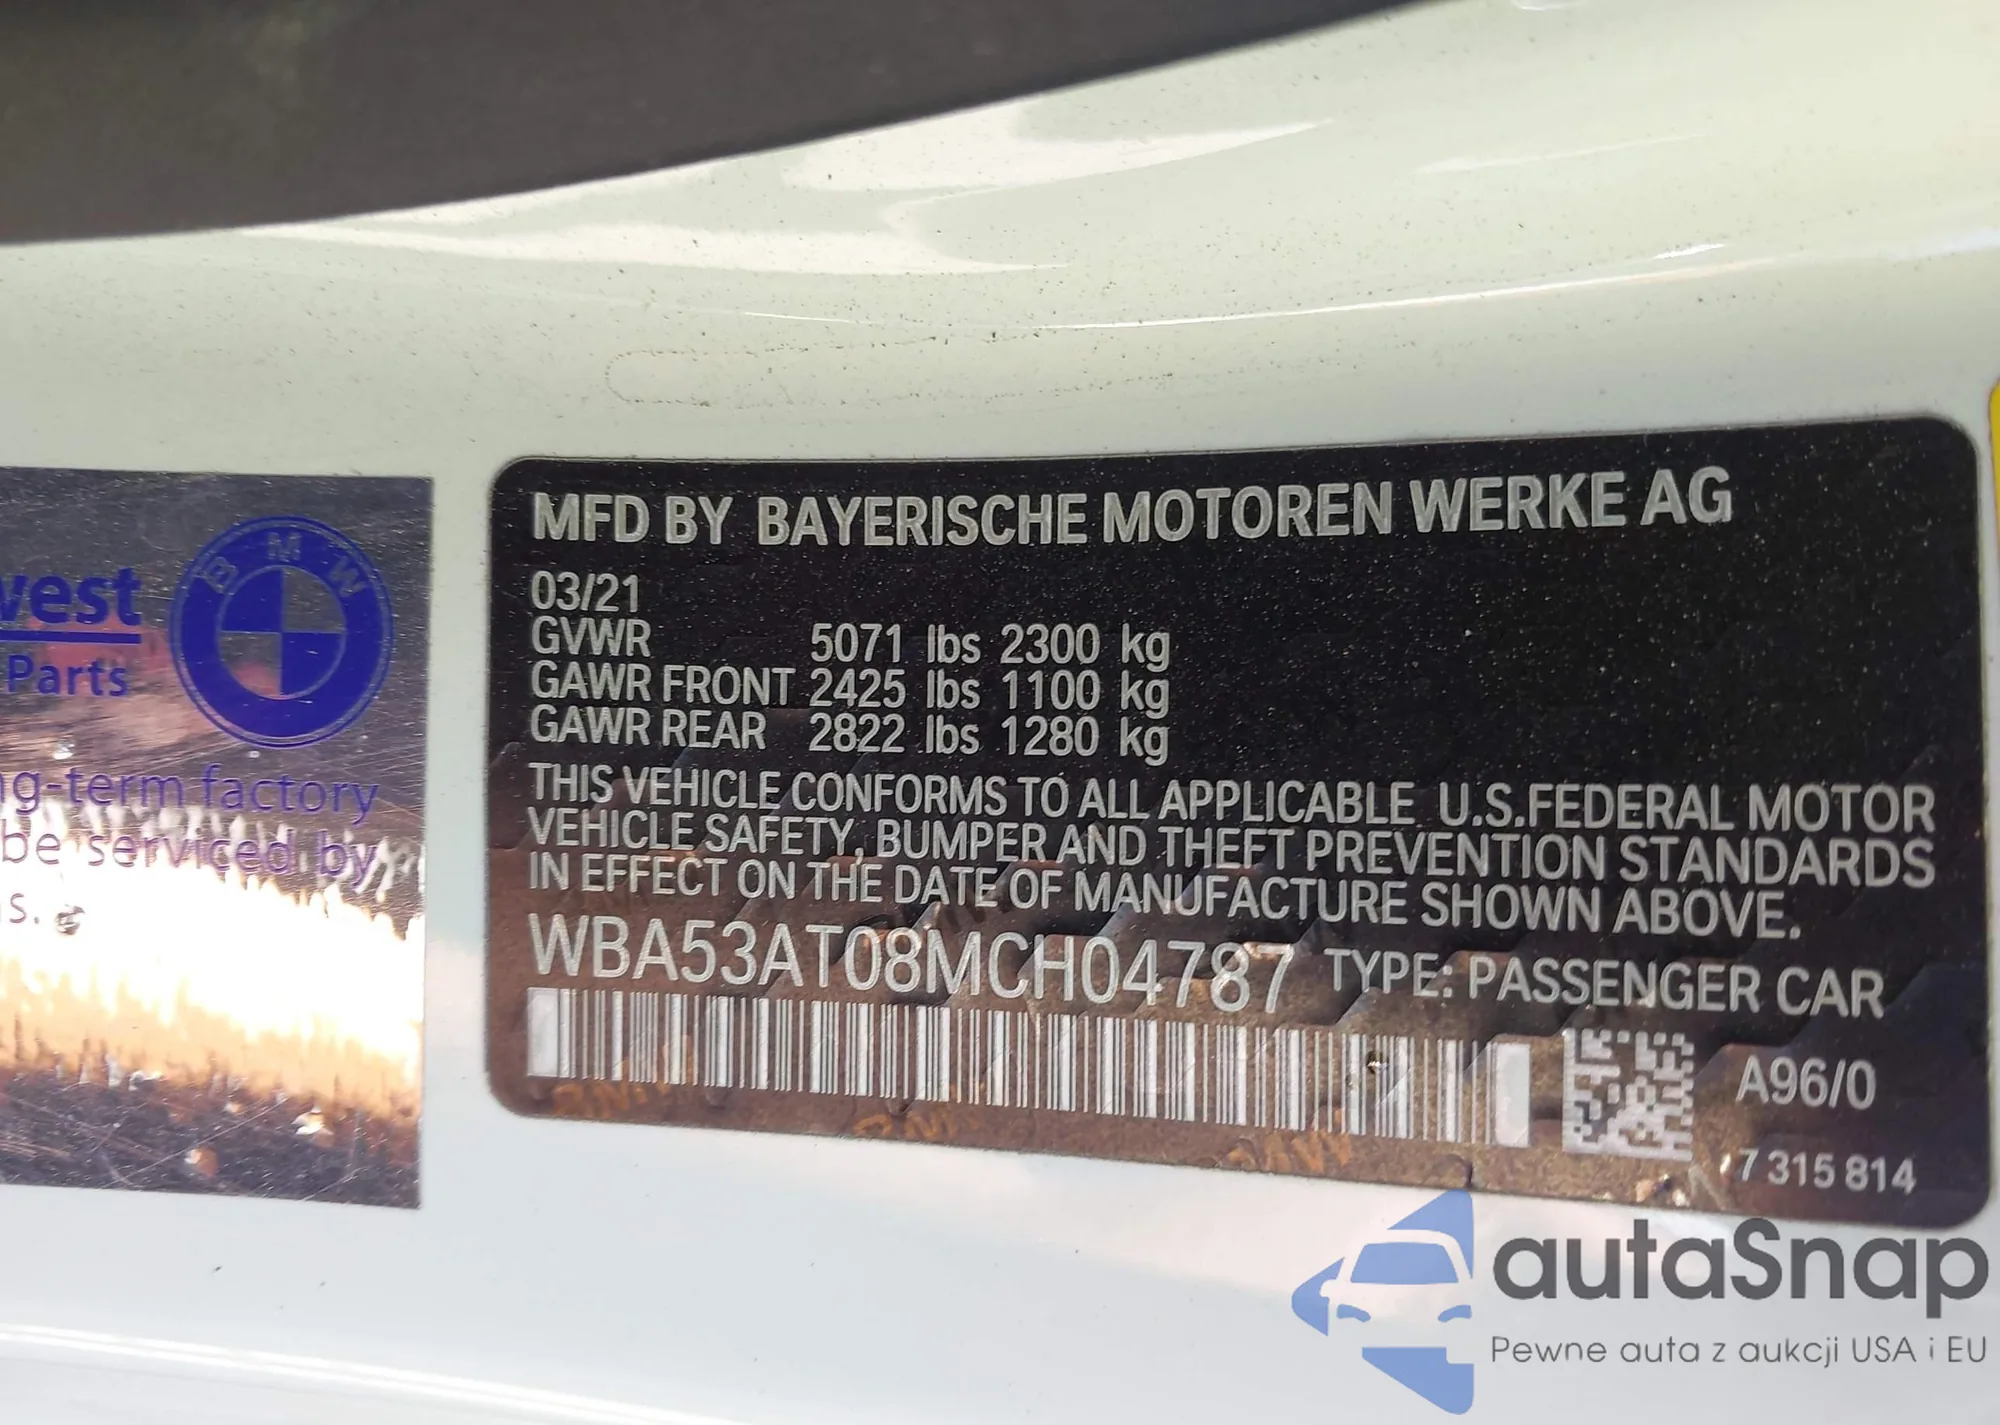 MFD BY BAYERISCHE MOTOREN WERKE AG
03/21
GVWR 5071 lbs 2300 kg
GAWR FRONT 2425 lbs 1100 kg
GAWR REAR 2822 lbs 1280 kg
THIS VEHICLE CONFORMS TO ALL APPLICABLE U.S.FEDERAL MOTOR
VEHICLE SAFETY, BUMPER AND THEFT PREVENTION STANDARDS
IN EFFECT ON THE DATE OF MANUFACTURE SHOWN ABOVE.
WBA53AT08MCH04787 TYPE: PASSENGER CAR
A96/0
7 315 814
BMW
Parts
-term factory
be serviced by
autaSnap
Pewne auta z aukcji USA i EU